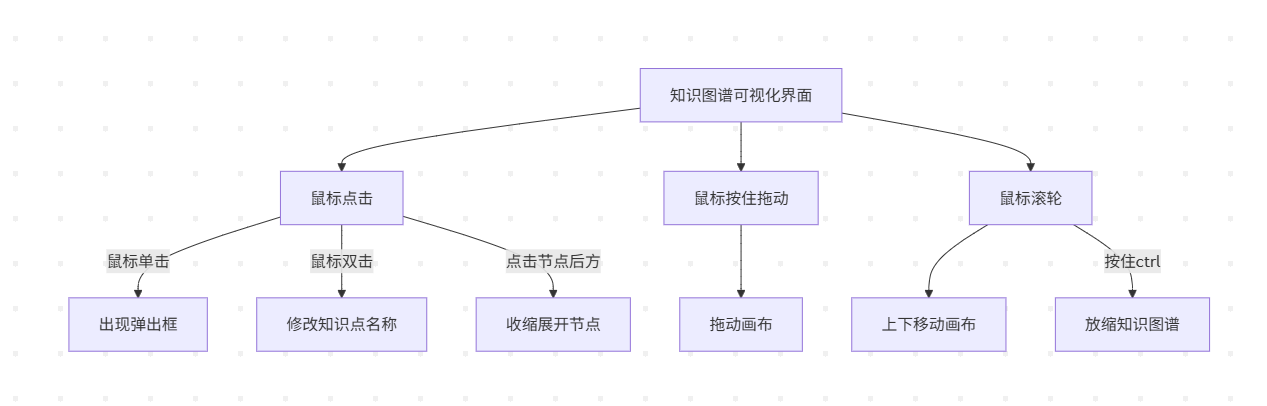 知识图谱可视化界面
鼠标点击
鼠标按住拖动
鼠标滚轮
鼠标单击
鼠标双击
点击节点后方
按住ctrl
出现弹出框
修改知识点名称
收缩展开节点
拖动画布
上下移动画布
放缩知识图谱